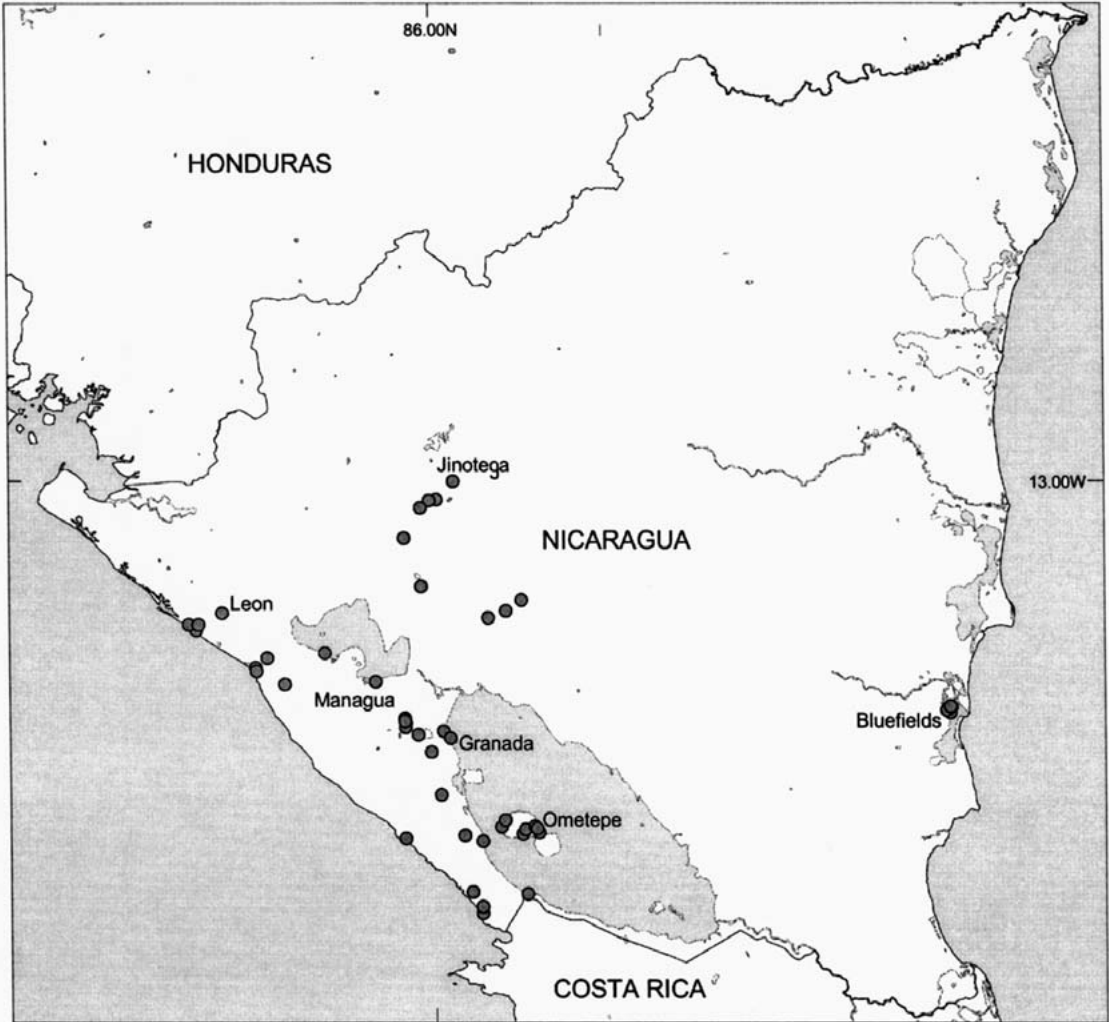 86.00N
HONDURAS
Jinotega
13.00W
NICARAGUA
Leon
Managua
Bluefields
Granada
Ometepe
COSTA RICA